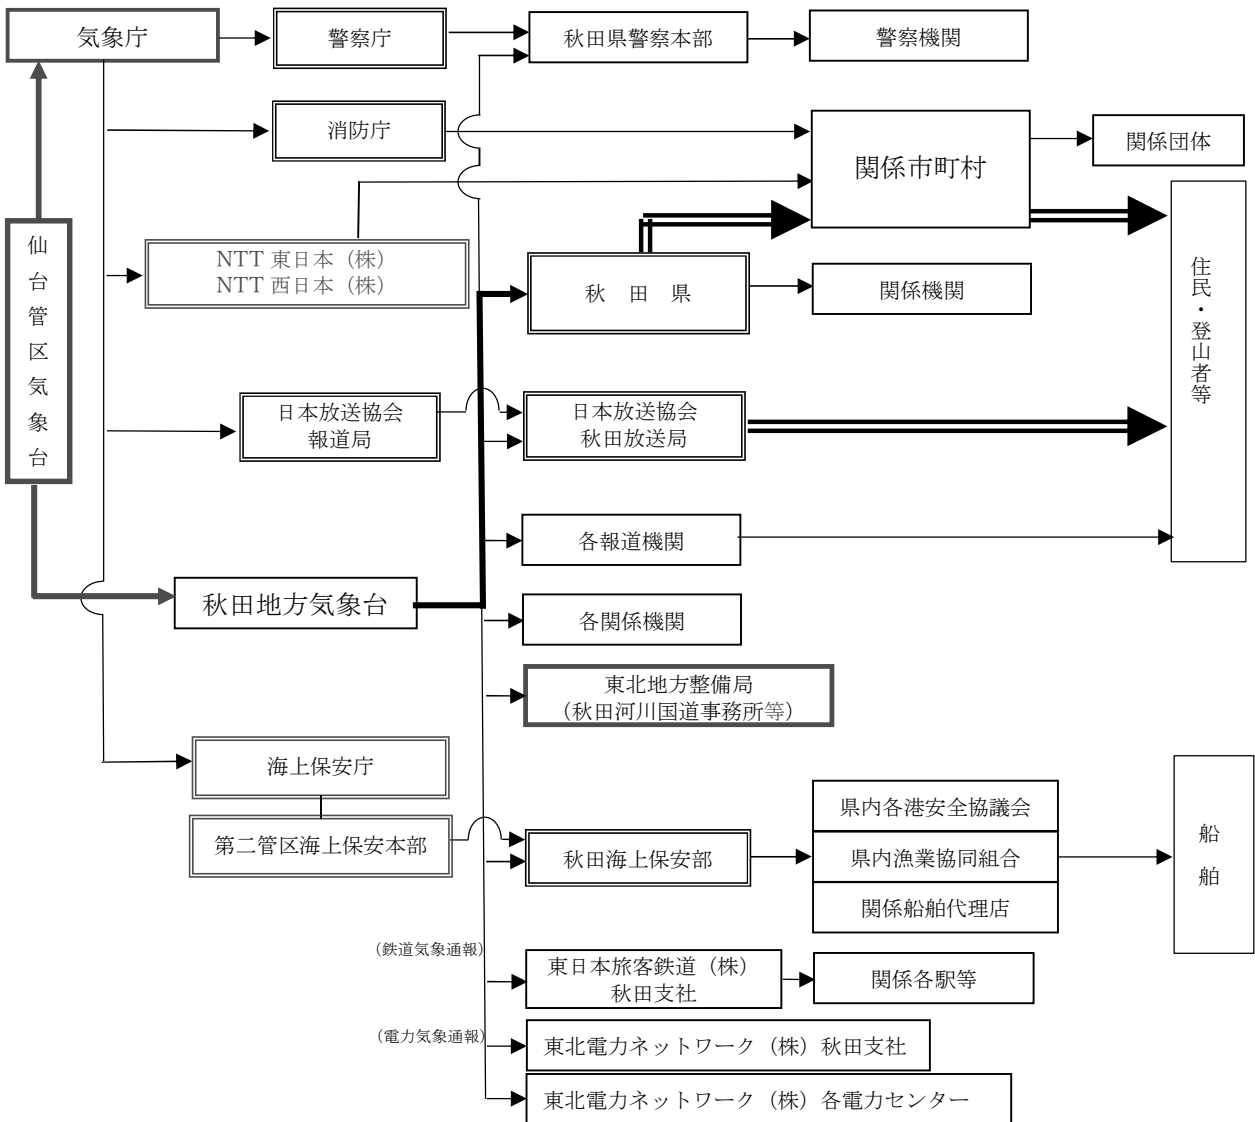 気象庁
警察庁
秋田県警察本部
警察機関
消防庁
関係市町村
関係団体
仙台管区気象台
NTT 東日本（株）
NTT 西日本（株）
秋　田　県
関係機関
住民・登山者等
日本放送協会
報道局
日本放送協会
秋田放送局
各報道機関
秋田地方気象台
各関係機関
東北地方整備局
（秋田河川国道事務所等）
海上保安庁
第二管区海上保安本部
秋田海上保安部
県内各港安全協議会
県内漁業協同組合
関係船舶代理店
船　舶
（鉄道気象通報）
東日本旅客鉄道（株）
秋田支社
関係各駅等
（電力気象通報）
東北電力ネットワーク（株）秋田支社
東北電力ネットワーク（株）各電力センター